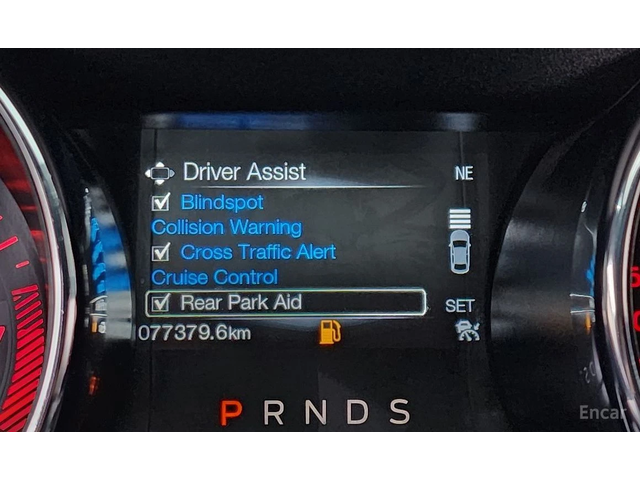 Driver Assist
NE
Blindspot
Collision Warning
Cross Traffic Alert
Cruise Control
Rear Park Aid
SET
077379.6km
P R N D S
Encar